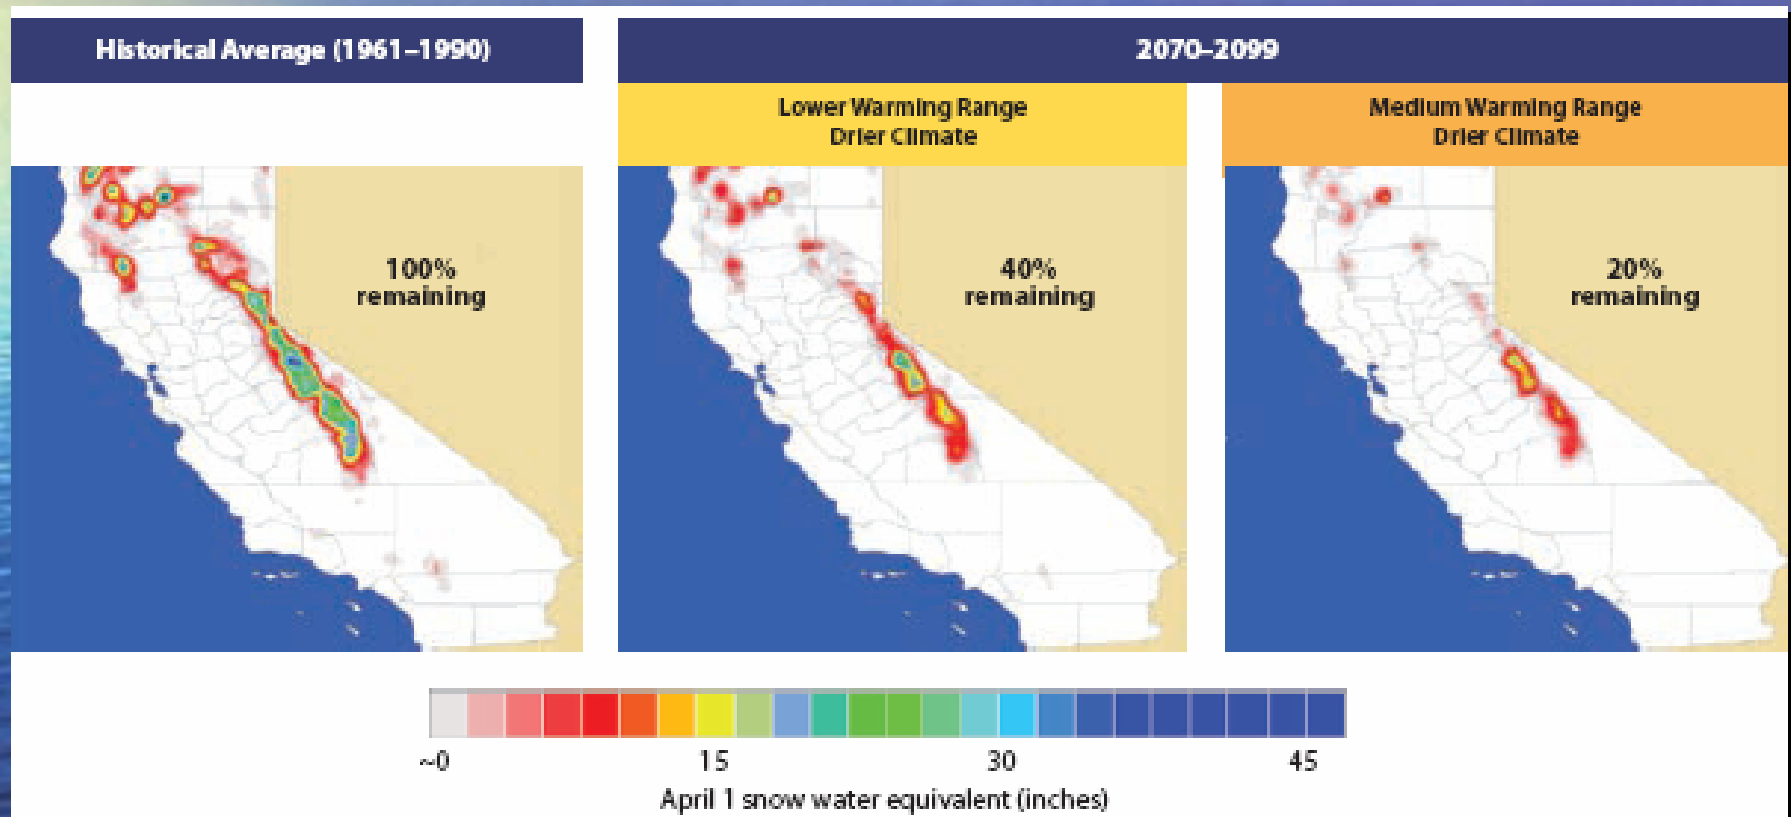 Historical Average (1961–1990)
2070–2099
Lower Warming Range
Drier Climate
Medium Warming Range
Drier Climate
100%
remaining
40%
remaining
20%
remaining
~0
15
30
45
April 1 snow water equivalent (inches)